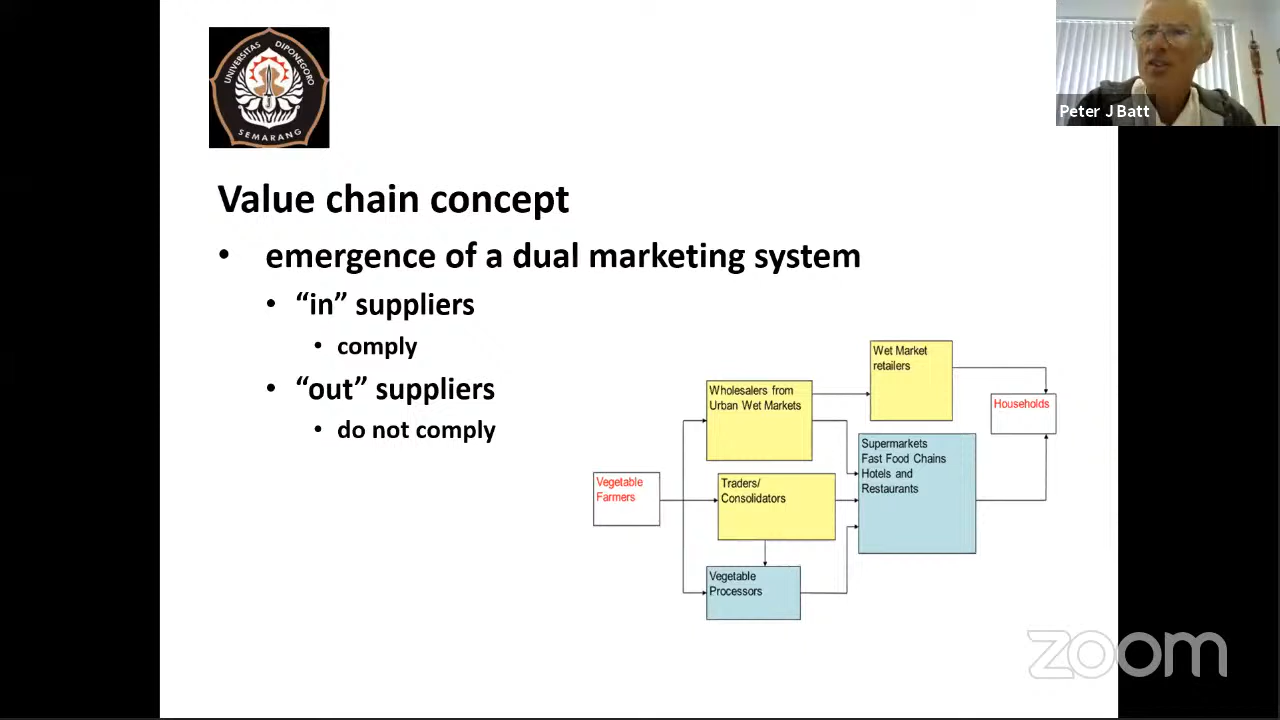 UNIVERSITAS DIPONEGORO
SEMARANG
Peter J Batt
Value chain concept
• emergence of a dual marketing system
• “in” suppliers
• comply
• “out” suppliers
• do not comply
Wet Market
retailers
Wholesalers from
Urban Wet Markets
Households
Supermarkets
Fast Food Chains
Hotels and
Restaurants
Vegetable
Farmers
Traders/
Consolidators
Vegetable
Processors
zoom